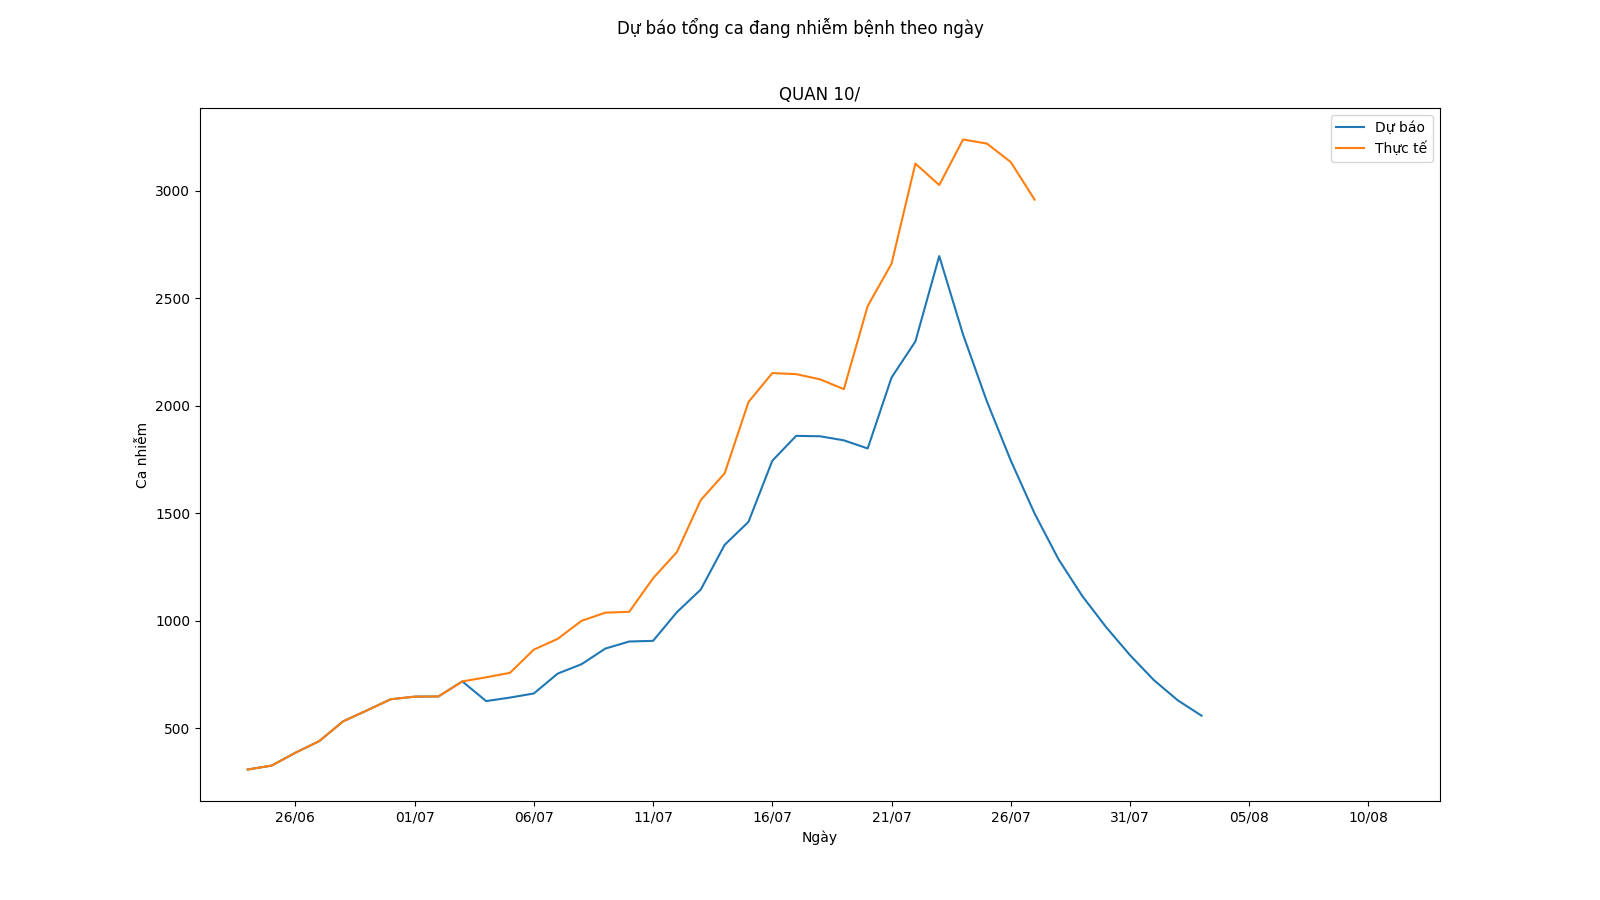 Dự báo tổng ca đang nhiễm bệnh theo ngày
QUAN 10/
Dự báo
Thực tế
3000
2500
2000
1500
1000
500
Ca nhiễm
26/06 01/07 06/07 11/07 16/07 21/07 26/07 31/07 05/08 10/08
Ngày